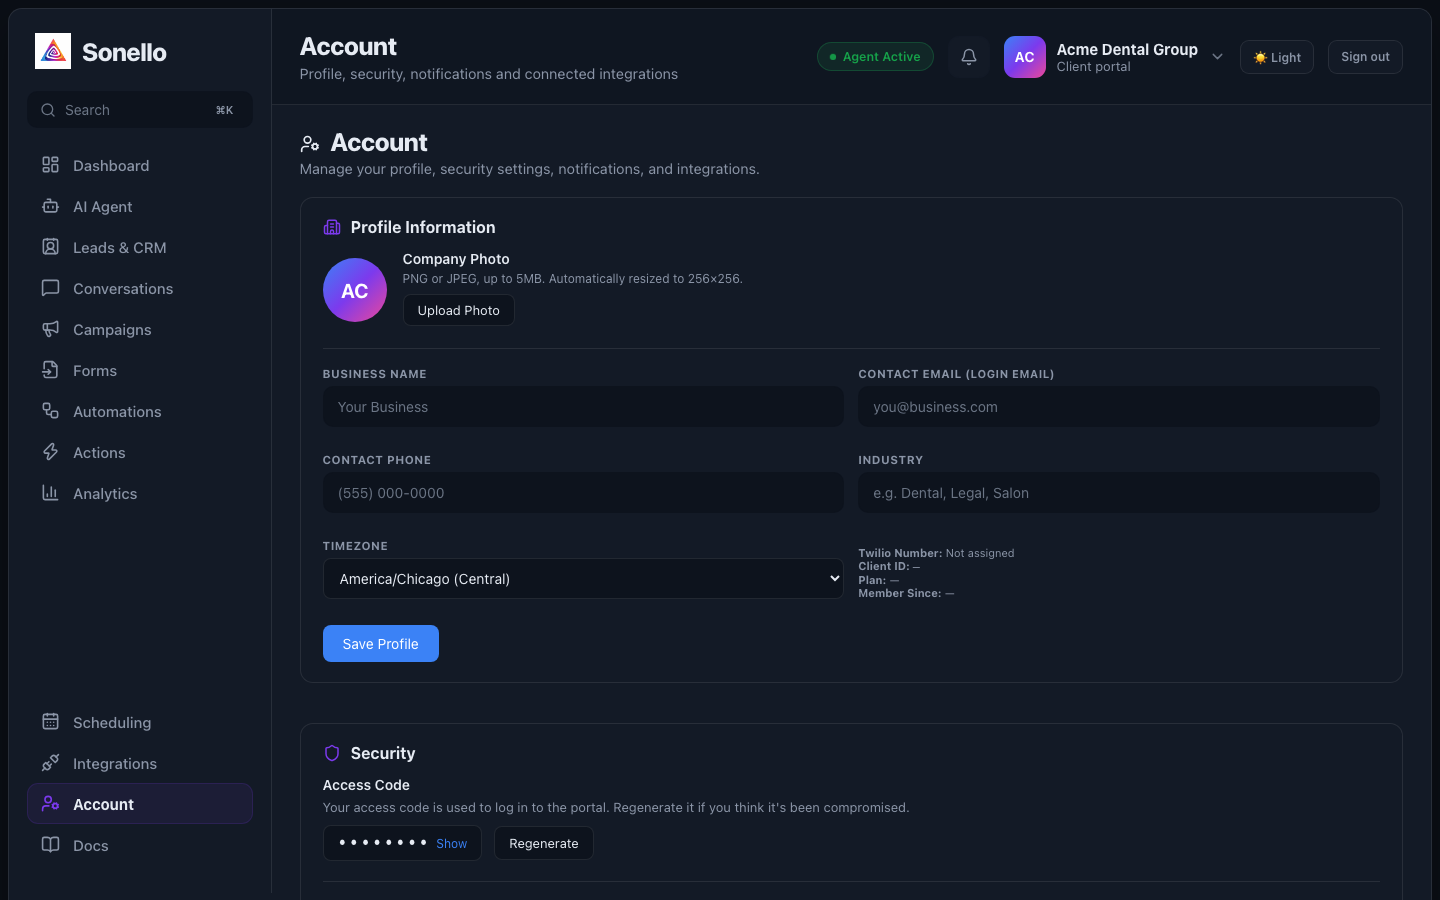 Sonello
Search ⌘K
Dashboard
AI Agent
Leads & CRM
Conversations
Campaigns
Forms
Automations
Actions
Analytics
Scheduling
Integrations
Account
Docs
Account
Profile, security, notifications and connected integrations
Agent Active
AC
Acme Dental Group
Client portal
Light
Sign out
Account
Manage your profile, security settings, notifications, and integrations.
Profile Information
AC
Company Photo
PNG or JPEG, up to 5MB. Automatically resized to 256×256.
Upload Photo
BUSINESS NAME
Your Business
CONTACT EMAIL (LOGIN EMAIL)
you@business.com
CONTACT PHONE
(555) 000-0000
INDUSTRY
e.g. Dental, Legal, Salon
TIMEZONE
America/Chicago (Central)
Twilio Number: Not assigned
Client ID: —
Plan: —
Member Since: —
Save Profile
Security
Access Code
Your access code is used to log in to the portal. Regenerate it if you think it's been compromised.
•••••••• Show
Regenerate